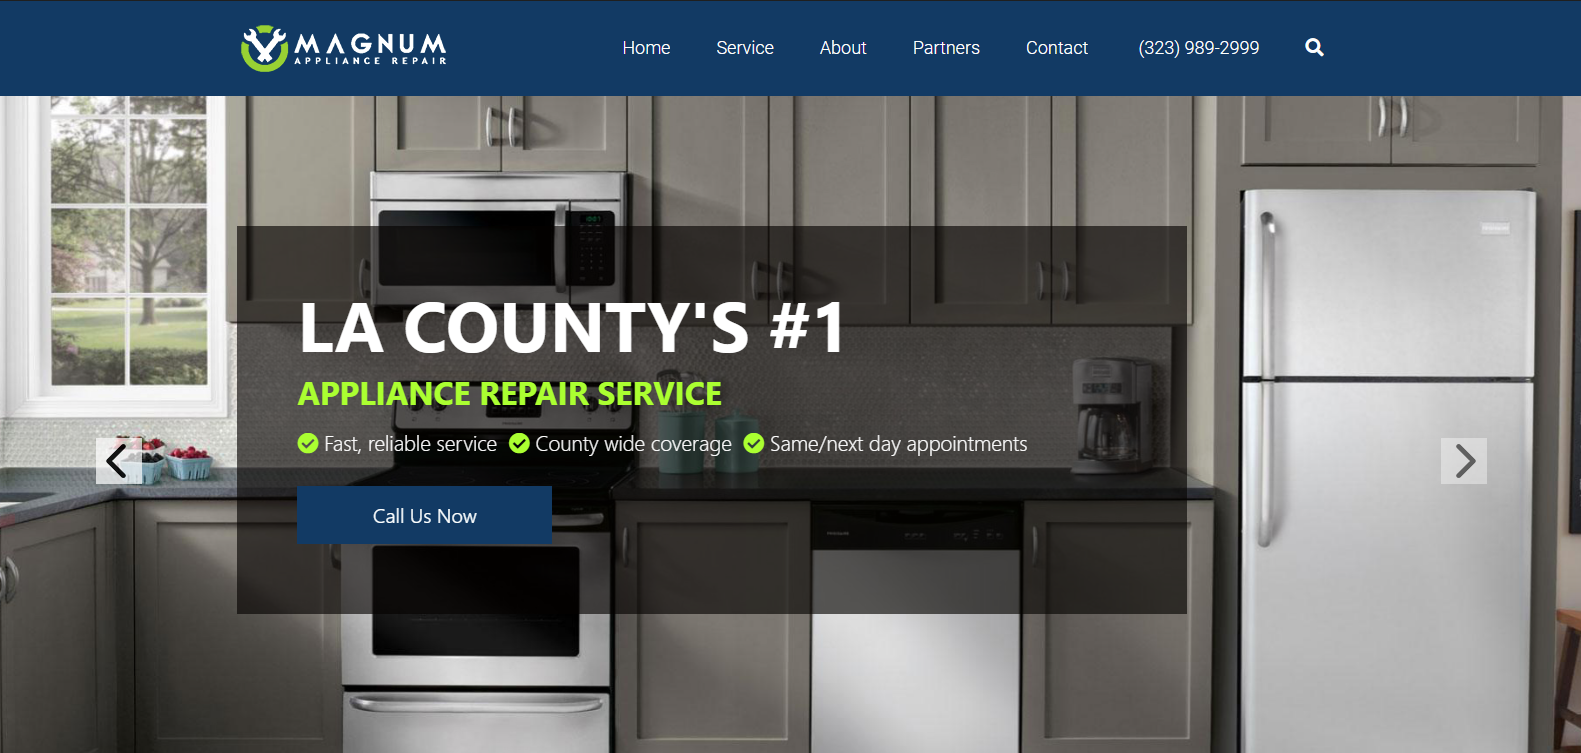 MAGNUM
APPLIANCE REPAIR
Home Service About Partners Contact (323) 989-2999
LA COUNTY'S #1
APPLIANCE REPAIR SERVICE
Fast, reliable service County wide coverage Same/next day appointments
Call Us Now